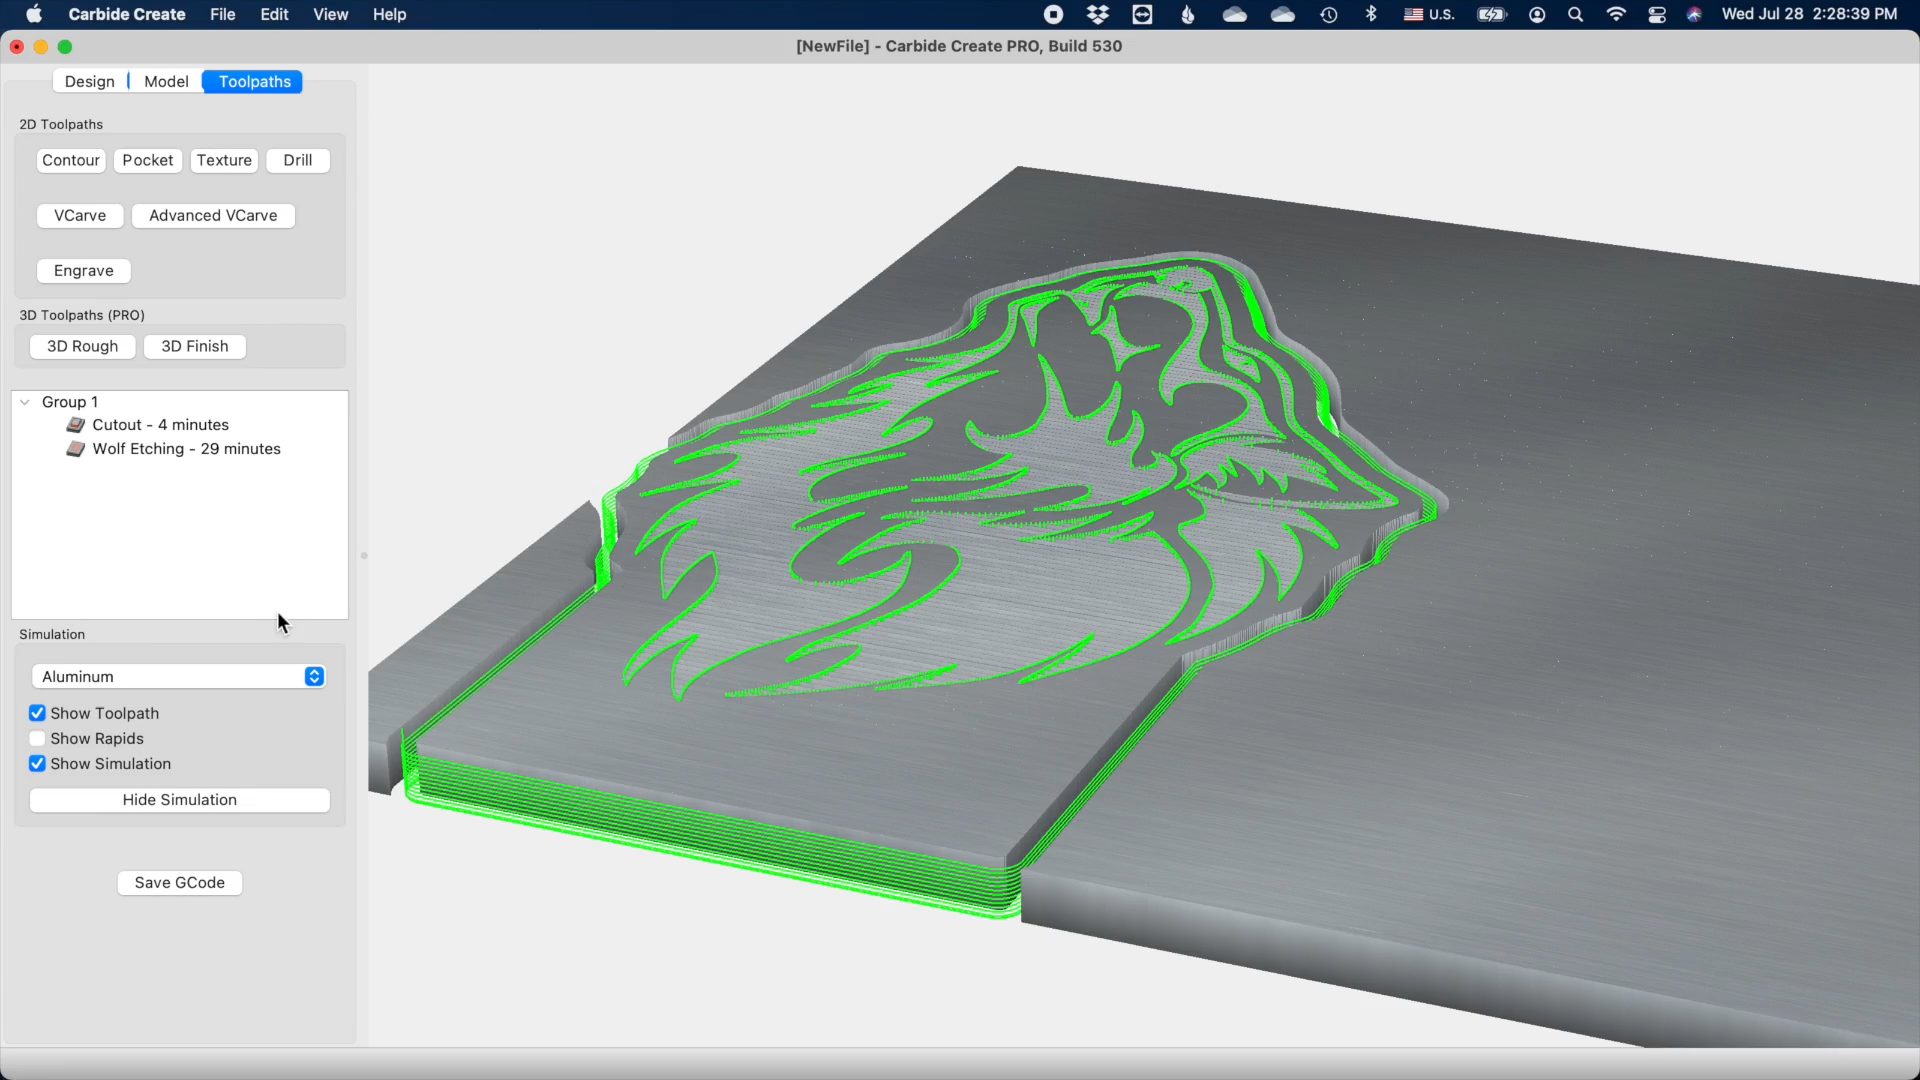 Carbide Create File Edit View Help U.S. Wed Jul 28 2:28:39 PM
[NewFile] - Carbide Create PRO, Build 530
Design Model Toolpaths
2D Toolpaths
Contour Pocket Texture Drill
VCarve Advanced VCarve
Engrave
3D Toolpaths (PRO)
3D Rough 3D Finish
Group 1
Cutout - 4 minutes
Wolf Etching - 29 minutes
Simulation
Aluminum
Show Toolpath
Show Rapids
Show Simulation
Hide Simulation
Save GCode